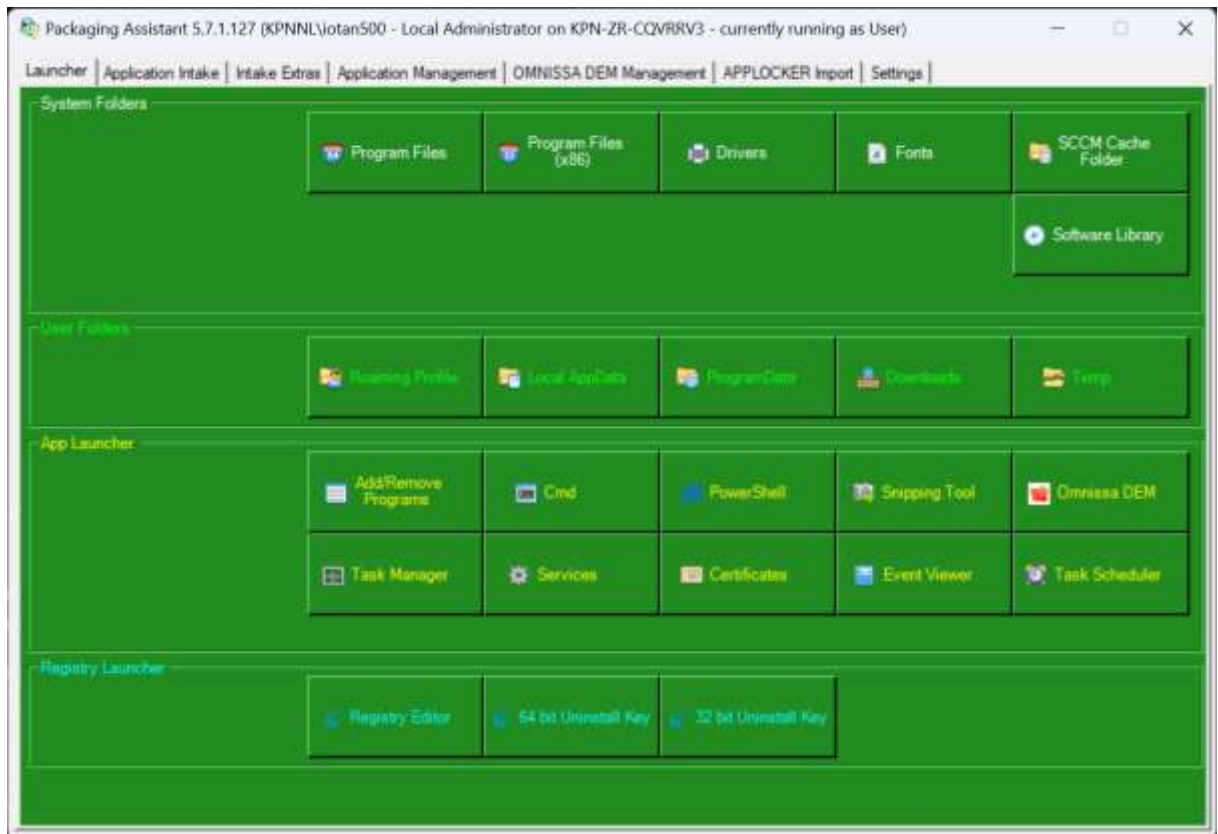 Packaging Assistant 5.7.1.127 (KPNNL\iotan500 - Local Administrator on KPN-ZR-CQVRRV3 - currently running as User)
Launcher Application Intake Intake Extras Application Management OMNISSA DEM Management APPLOCKER Import Settings
System Folders
Program Files
Program Files
(x86)
Drivers
Fonts
SCCM Cache
Folder
Software Library
User Folders
Roaming Profile
Local AppData
ProgramData
Downloads
Temp
App Launcher
Add/Remove
Programs
Cmd
PowerShell
Snipping Tool
Omnissa DEM
Task Manager
Services
Certificates
Event Viewer
Task Scheduler
Registry Launcher
Registry Editor
64 bit Uninstall Key
32 bit Uninstall Key